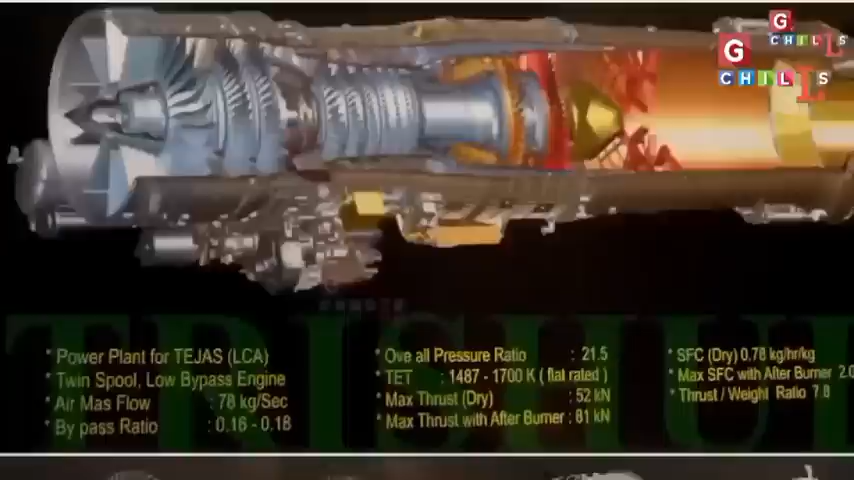 G
CHILLS
G
CHILLS
TRISHUL
* Power Plant for TEJAS (LCA)
* Twin Spool, Low Bypass Engine
* Air Mas Flow : 78 kg/Sec
* By pass Ratio : 0.16 - 0.18
* Ove all Pressure Ratio : 21.5
* TET : 1487 - 1700 K ( flat rated )
* Max Thrust (Dry) : 52 kN
* Max Thrust with After Burner : 81 kN
* SFC (Dry) 0.78 kg/hr/kg
* Max SFC with After Burner 2.0
* Thrust / Weight Ratio 7.8